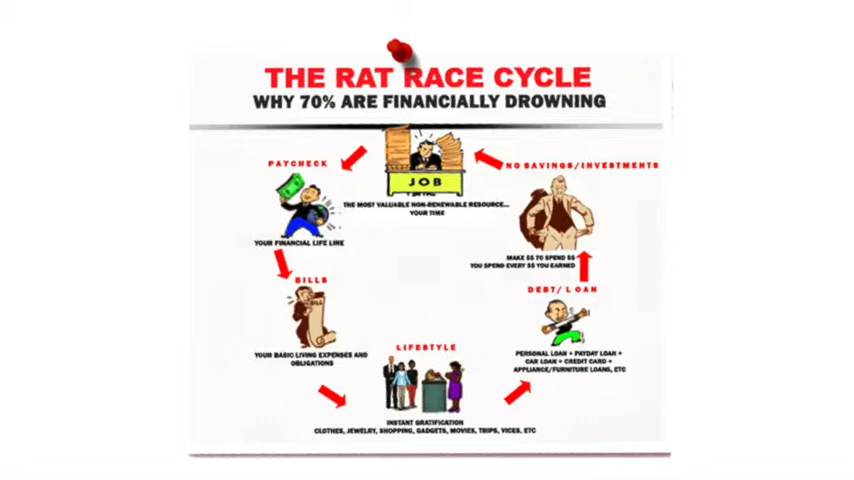 THE RAT RACE CYCLE
WHY 70% ARE FINANCIALLY DROWNING
JOB
THE MOST VALUABLE NON-RENEWABLE RESOURCE...
YOUR TIME
PAYCHECK
YOUR FINANCIAL LIFE LINE
BILLS
BILL
YOUR BASIC LIVING EXPENSES AND
OBLIGATIONS
LIFESTYLE
INSTANT GRATIFICATION
CLOTHES, JEWELRY, SHOPPING, GADGETS, MOVIES, TRIPS, VICES, ETC
DEBT/ LOAN
PERSONAL LOAN + PAYDAY LOAN +
CAR LOAN + CREDIT CARD +
APPLIANCE/FURNITURE LOANS, ETC
NO SAVINGS/INVESTMENTS
MAKE $$ TO SPEND $$
YOU SPEND EVERY $$ YOU EARNED